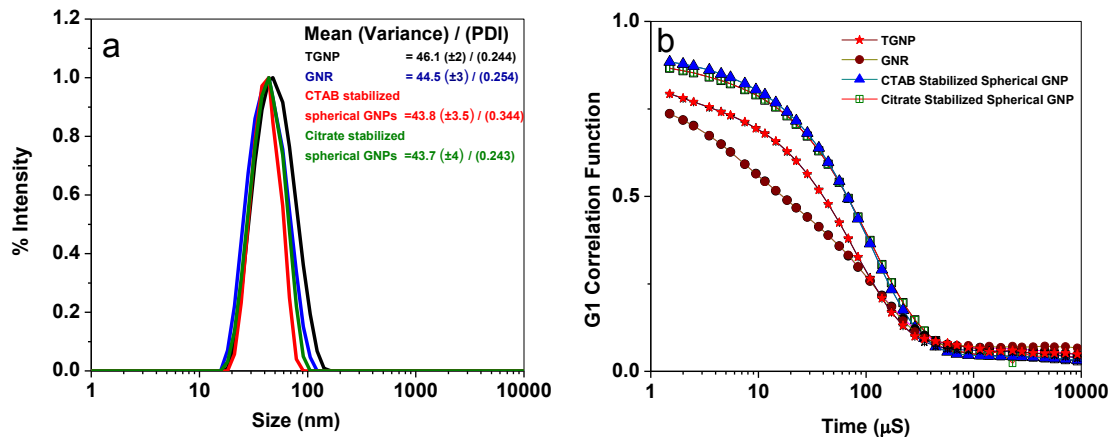 a
Mean (Variance) / (PDI)
TGNP = 46.1 (±2) / (0.244)
GNR = 44.5 (±3) / (0.254)
CTAB stabilized
spherical GNPs =43.8 (±3.5) / (0.344)
Citrate stabilized
spherical GNPs =43.7 (±4) / (0.243)
% Intensity
1.2
1.0
0.8
0.6
0.4
0.2
0.0
1 10 100 1000 10000
Size (nm)
b
TGNP
GNR
CTAB Stabilized Spherical GNP
Citrate Stabilized Spherical GNP
G1 Correlation Function
1.0
0.5
0.0
10 100 1000 10000
Time (μS)